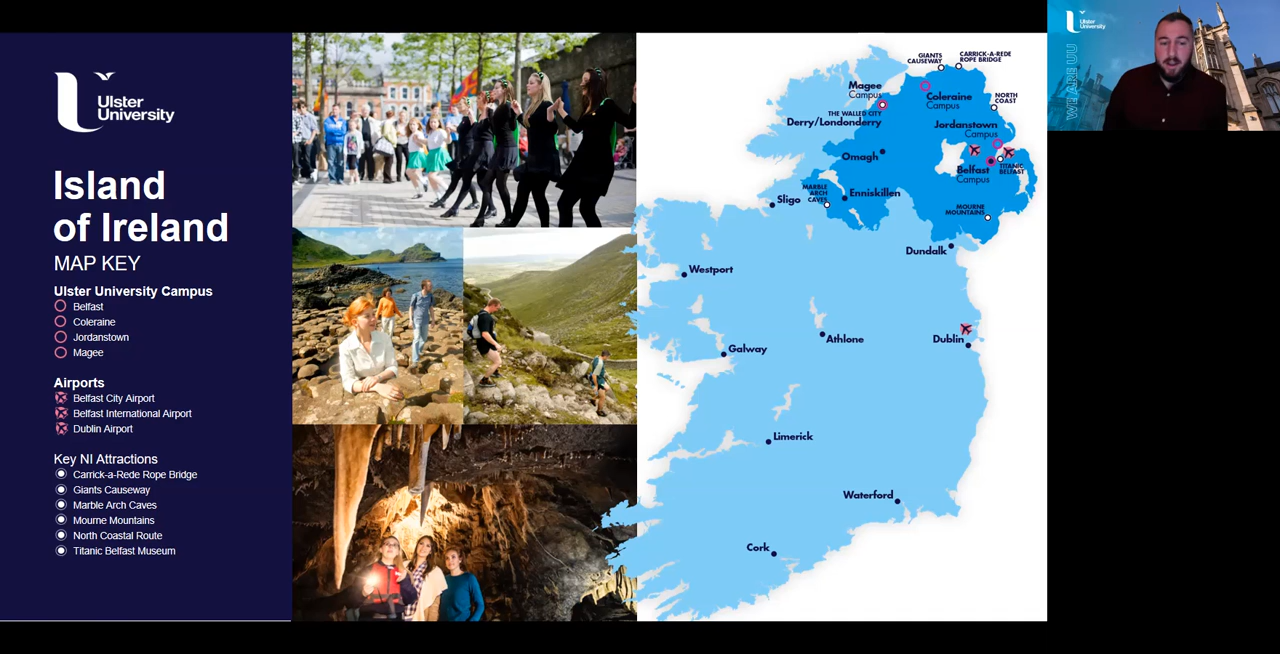 Ulster
University
Island
of Ireland
MAP KEY
Ulster University Campus
Belfast
Coleraine
Jordanstown
Magee
Airports
Belfast City Airport
Belfast International Airport
Dublin Airport
Key NI Attractions
Carrick-a-Rede Rope Bridge
Giants Causeway
Marble Arch Caves
Mourne Mountains
North Coastal Route
Titanic Belfast Museum
GIANTS
CAUSEWAY
CARRICK-A-REDE
ROPE BRIDGE
Magee
Campus
Coleraine
Campus
NORTH
COAST
THE WALLED CITY
Derry/Londonderry
Jordanstown
Campus
Omagh
TITANIC
BELFAST
Belfast
Campus
MARBLE
ARCH
CAVES
Enniskillen
Sligo
MOURNE
MOUNTAINS
Dundalk
Westport
Athlone
Dublin
Galway
Limerick
Waterford
Cork
Ulster
University
WE ARE UU